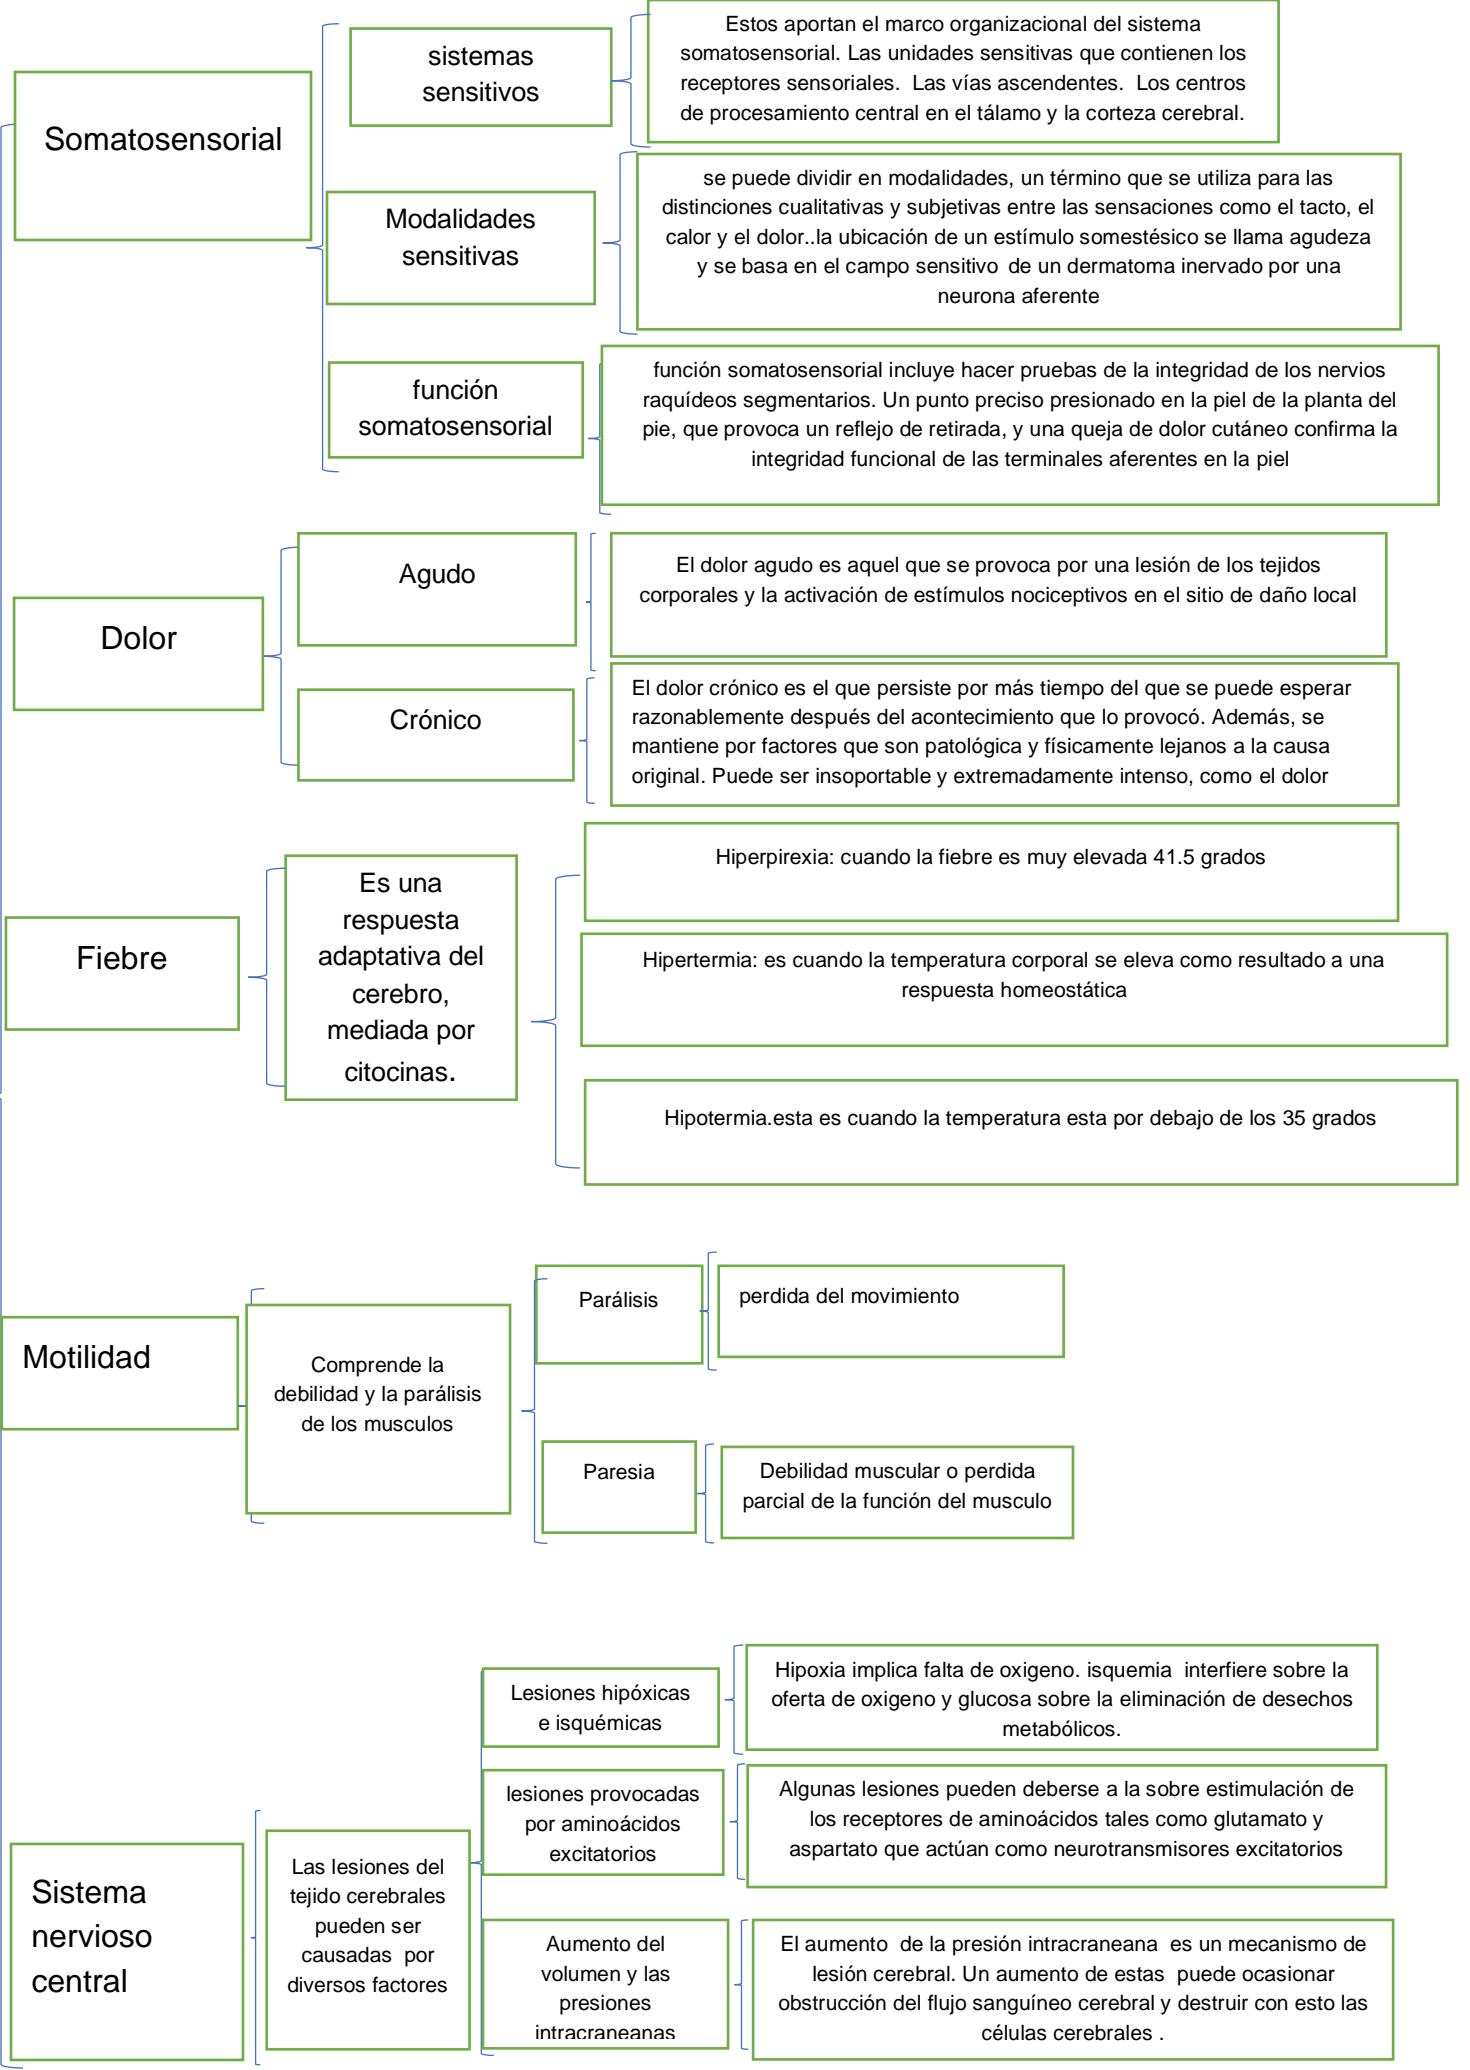 Somatosensorial
sistemas
sensitivos
Estos aportan el marco organizacional del sistema
somatosensorial. Las unidades sensitivas que contienen los
receptores sensoriales.  Las vías ascendentes.  Los centros
de procesamiento central en el tálamo y la corteza cerebral.
Modalidades
sensitivas
se puede dividir en modalidades, un término que se utiliza para las
distinciones cualitativas y subjetivas entre las sensaciones como el tacto, el
calor y el dolor..la ubicación de un estímulo somestésico se llama agudeza
y se basa en el campo sensitivo  de un dermatoma inervado por una
neurona aferente
función
somatosensorial
función somatosensorial incluye hacer pruebas de la integridad de los nervios
raquídeos segmentarios. Un punto preciso presionado en la piel de la planta del
pie, que provoca un reflejo de retirada, y una queja de dolor cutáneo confirma la
integridad funcional de las terminales aferentes en la piel
Dolor
Agudo
El dolor agudo es aquel que se provoca por una lesión de los tejidos
corporales y la activación de estímulos nociceptivos en el sitio de daño local
Crónico
El dolor crónico es el que persiste por más tiempo del que se puede esperar
razonablemente después del acontecimiento que lo provocó. Además, se
mantiene por factores que son patológica y físicamente lejanos a la causa
original. Puede ser insoportable y extremadamente intenso, como el dolor
Fiebre
Es una
respuesta
adaptativa del
cerebro,
mediada por
citocinas.
Hiperpirexia: cuando la fiebre es muy elevada 41.5 grados
Hipertermia: es cuando la temperatura corporal se eleva como resultado a una
respuesta homeostática
Hipotermia.esta es cuando la temperatura esta por debajo de los 35 grados
Motilidad
Comprende la
debilidad y la parálisis
de los musculos
Parálisis
perdida del movimiento
Paresia
Debilidad muscular o perdida
parcial de la función del musculo
Sistema
nervioso
central
Las lesiones del
tejido cerebrales
pueden ser
causadas  por
diversos factores
Lesiones hipóxicas
e isquémicas
Hipoxia implica falta de oxigeno. isquemia  interfiere sobre la
oferta de oxigeno y glucosa sobre la eliminación de desechos
metabólicos.
lesiones provocadas
por aminoácidos
excitatorios
Algunas lesiones pueden deberse a la sobre estimulación de
los receptores de aminoácidos tales como glutamato y
aspartato que actúan como neurotransmisores excitatorios
Aumento del
volumen y las
presiones
intracraneanas
El aumento  de la presión intracraneana  es un mecanismo de
lesión cerebral. Un aumento de estas  puede ocasionar
obstrucción del flujo sanguíneo cerebral y destruir con esto las
células cerebrales .